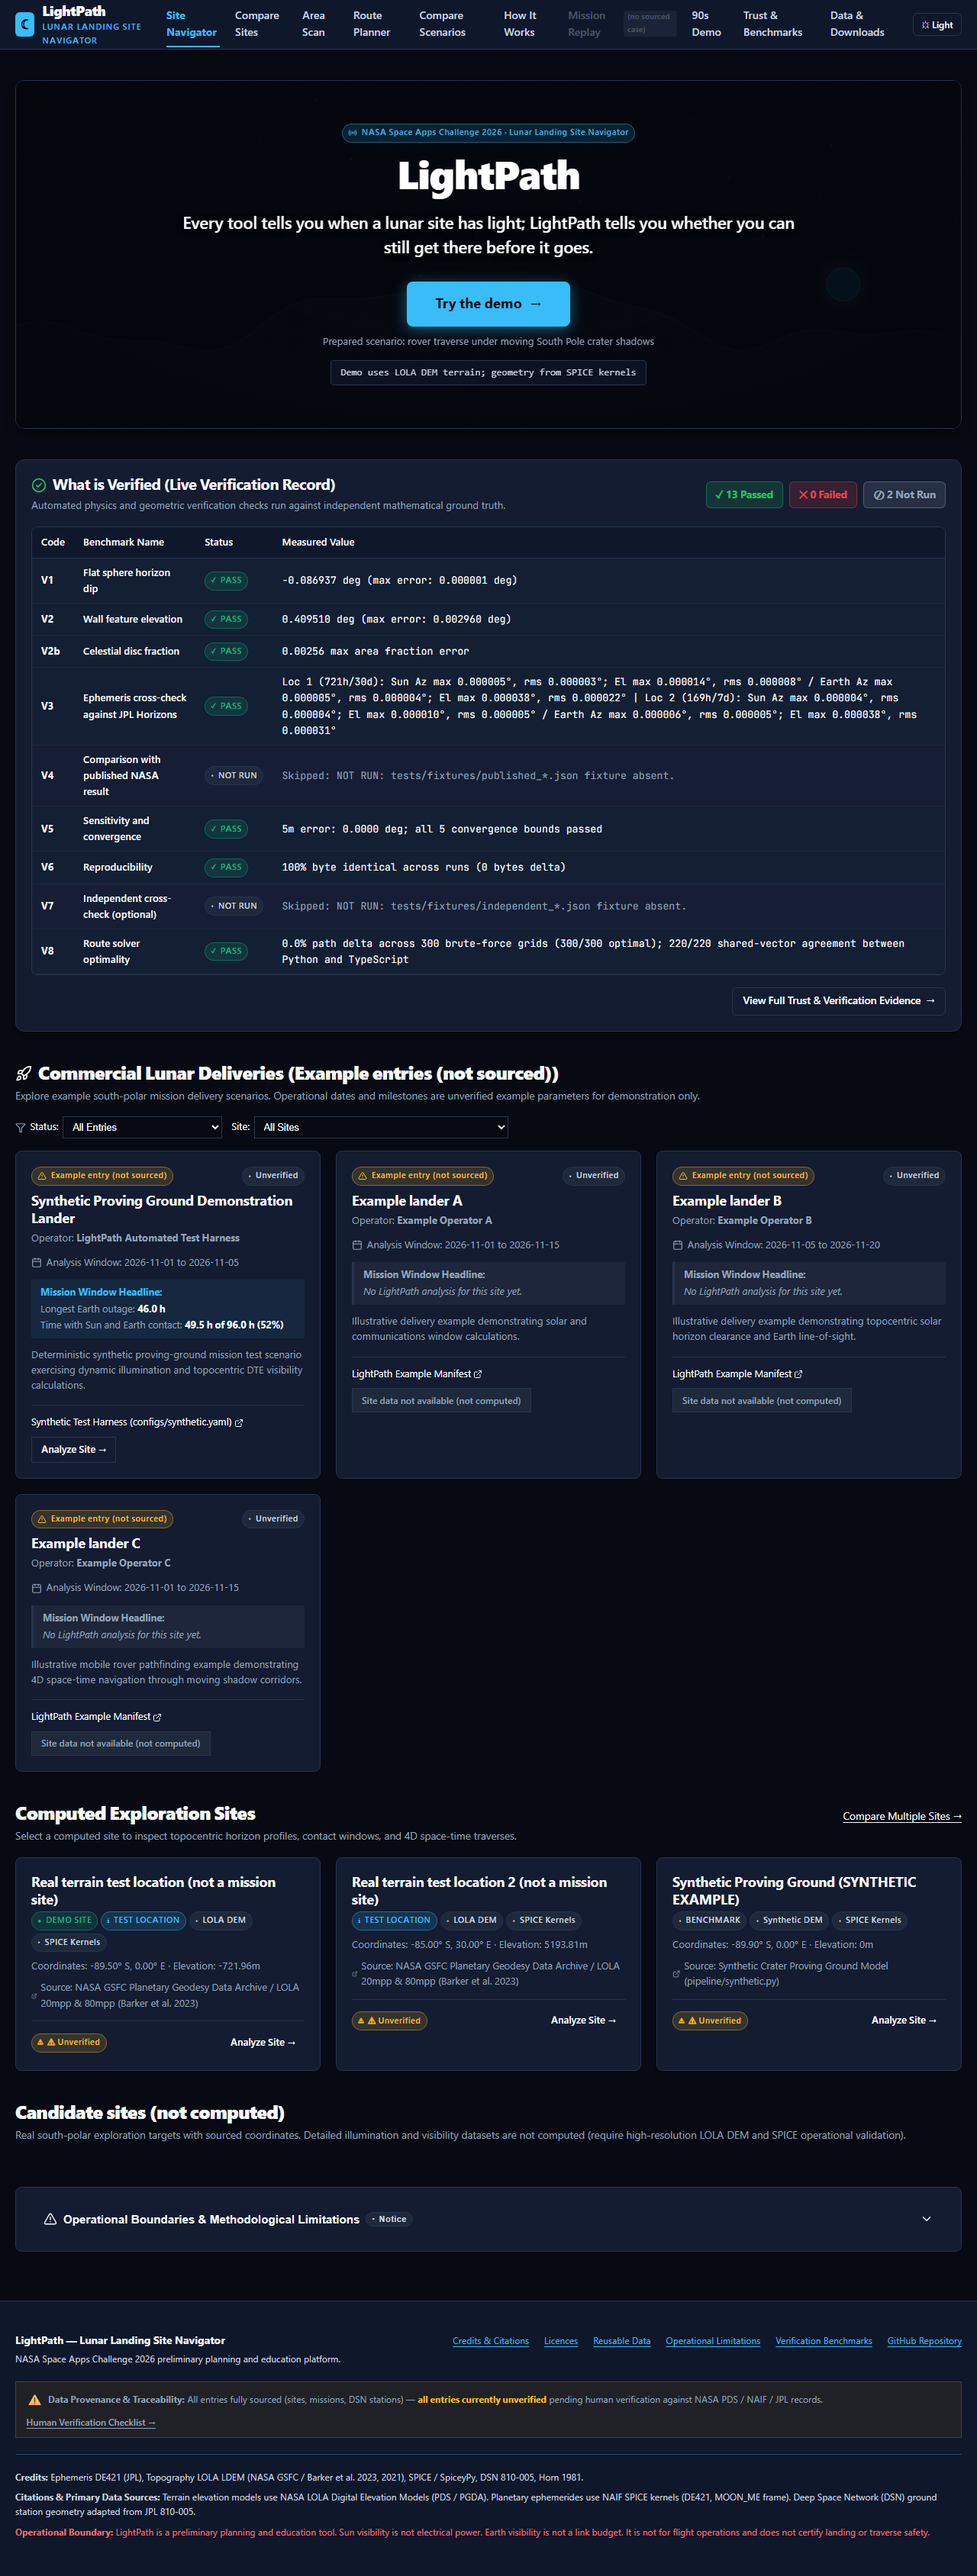 LightPath
LUNAR LANDING SITE
NAVIGATOR
Site
Navigator
Compare
Sites
Area
Scan
Route
Planner
Compare
Scenarios
How It
Works
Mission
Replay
(no sourced
case)
90s
Demo
Trust &
Benchmarks
Data &
Downloads
Light
NASA Space Apps Challenge 2026 · Lunar Landing Site Navigator
LightPath
Every tool tells you when a lunar site has light; LightPath tells you whether you can
still get there before it goes.
Try the demo →
Prepared scenario: rover traverse under moving South Pole crater shadows
Demo uses LOLA DEM terrain; geometry from SPICE kernels
What is Verified (Live Verification Record)
Automated physics and geometric verification checks run against independent mathematical ground truth.
✓ 13 Passed
✕ 0 Failed
2 Not Run
Code Benchmark Name Status Measured Value
V1 Flat sphere horizon
dip
✓ PASS
-0.086937 deg (max error: 0.000001 deg)
V2 Wall feature elevation ✓ PASS 0.409510 deg (max error: 0.002960 deg)
V2b Celestial disc fraction ✓ PASS 0.00256 max area fraction error
V3 Ephemeris cross-check
against JPL Horizons
✓ PASS
Loc 1 (721h/30d): Sun Az max 0.000005°, rms 0.000003°; El max 0.000014°, rms 0.000008° / Earth Az max
0.000005°, rms 0.000004°; El max 0.000038°, rms 0.000022° | Loc 2 (169h/7d): Sun Az max 0.000004°, rms
0.000004°; El max 0.000010°, rms 0.000005° / Earth Az max 0.000006°, rms 0.000005°; El max 0.000038°, rms
0.000031°
V4 Comparison with
published NASA
result
• NOT RUN
Skipped: NOT RUN: tests/fixtures/published_*.json fixture absent.
V5 Sensitivity and
convergence
✓ PASS
5m error: 0.0000 deg; all 5 convergence bounds passed
V6 Reproducibility ✓ PASS 100% byte identical across runs (0 bytes delta)
V7 Independent cross-
check (optional)
• NOT RUN
Skipped: NOT RUN: tests/fixtures/independent_*.json fixture absent.
V8 Route solver
optimality
✓ PASS
0.0% path delta across 300 brute-force grids (300/300 optimal); 220/220 shared-vector agreement between
Python and TypeScript
View Full Trust & Verification Evidence →
Commercial Lunar Deliveries (Example entries (not sourced))
Explore example south-polar mission delivery scenarios. Operational dates and milestones are unverified example parameters for demonstration only.
Status: All Entries Site: All Sites
Example entry (not sourced) • Unverified
Synthetic Proving Ground Demonstration
Lander
Operator: LightPath Automated Test Harness
Analysis Window: 2026-11-01 to 2026-11-05
Mission Window Headline:
Longest Earth outage: 46.0 h
Time with Sun and Earth contact: 49.5 h of 96.0 h (52%)
Deterministic synthetic proving-ground mission test scenario
exercising dynamic illumination and topocentric DTE visibility
calculations.
Synthetic Test Harness (configs/synthetic.yaml)
Analyze Site →
Example entry (not sourced) • Unverified
Example lander A
Operator: Example Operator A
Analysis Window: 2026-11-01 to 2026-11-15
Mission Window Headline:
No LightPath analysis for this site yet.
Illustrative delivery example demonstrating solar and
communications window calculations.
LightPath Example Manifest
Site data not available (not computed)
Example entry (not sourced) • Unverified
Example lander B
Operator: Example Operator B
Analysis Window: 2026-11-05 to 2026-11-20
Mission Window Headline:
No LightPath analysis for this site yet.
Illustrative delivery example demonstrating topocentric solar
horizon clearance and Earth line-of-sight.
LightPath Example Manifest
Site data not available (not computed)
Example entry (not sourced) • Unverified
Example lander C
Operator: Example Operator C
Analysis Window: 2026-11-01 to 2026-11-15
Mission Window Headline:
No LightPath analysis for this site yet.
Illustrative mobile rover pathfinding example demonstrating
4D space-time navigation through moving shadow corridors.
LightPath Example Manifest
Site data not available (not computed)
Computed Exploration Sites
Compare Multiple Sites →
Select a computed site to inspect topocentric horizon profiles, contact windows, and 4D space-time traverses.
Real terrain test location (not a mission
site)
DEMO SITE TEST LOCATION • LOLA DEM
• SPICE Kernels
Coordinates: -89.50° S, 0.00° E · Elevation: -721.96m
Source: NASA GSFC Planetary Geodesy Data Archive / LOLA
20mpp & 80mpp (Barker et al. 2023)
Unverified
Analyze Site →
Real terrain test location 2 (not a mission
site)
TEST LOCATION • LOLA DEM • SPICE Kernels
Coordinates: -85.00° S, 30.00° E · Elevation: 5193.81m
Source: NASA GSFC Planetary Geodesy Data Archive / LOLA
20mpp & 80mpp (Barker et al. 2023)
Unverified
Analyze Site →
Synthetic Proving Ground (SYNTHETIC
EXAMPLE)
• BENCHMARK • Synthetic DEM • SPICE Kernels
Coordinates: -89.90° S, 0.00° E · Elevation: 0m
Source: Synthetic Crater Proving Ground Model
(pipeline/synthetic.py)
Unverified
Analyze Site →
Candidate sites (not computed)
Real south-polar exploration targets with sourced coordinates. Detailed illumination and visibility datasets are not computed (require high-resolution LOLA DEM and SPICE operational validation).
Operational Boundaries & Methodological Limitations • Notice
LightPath — Lunar Landing Site Navigator
NASA Space Apps Challenge 2026 preliminary planning and education platform.
Credits & Citations Licences Reusable Data Operational Limitations Verification Benchmarks GitHub Repository
Data Provenance & Traceability: All entries fully sourced (sites, missions, DSN stations) — all entries currently unverified pending human verification against NASA PDS / NAIF / JPL records.
Human Verification Checklist →
Credits: Ephemeris DE421 (JPL), Topography LOLA LDEM (NASA GSFC / Barker et al. 2023, 2021), SPICE / SpiceyPy, DSN 810-005, Horn 1981.
Citations & Primary Data Sources: Terrain elevation models use NASA LOLA Digital Elevation Models (PDS / PGDA). Planetary ephemerides use NAIF SPICE kernels (DE421, MOON_ME frame). Deep Space Network (DSN) ground
station geometry adapted from JPL 810-005.
Operational Boundary: LightPath is a preliminary planning and education tool. Sun visibility is not electrical power. Earth visibility is not a link budget. It is not for flight operations and does not certify landing or traverse safety.